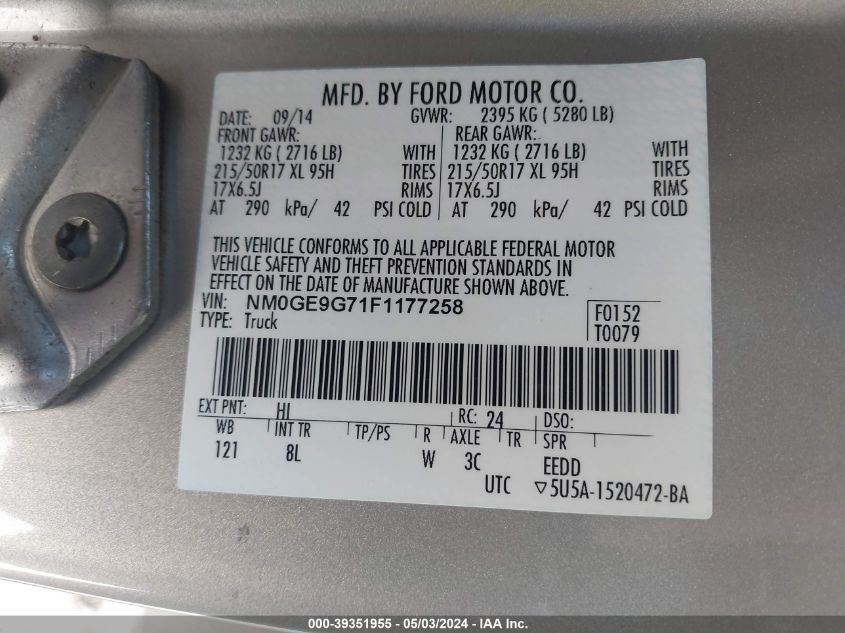 MFD. BY FORD MOTOR CO.
DATE: 09/14 GVWR: 2395 KG ( 5280 LB)
FRONT GAWR: REAR GAWR:
1232 KG ( 2716 LB) WITH 1232 KG ( 2716 LB) WITH
215/50R17 XL 95H TIRES 215/50R17 XL 95H TIRES
17X6.5J RIMS 17X6.5J RIMS
AT 290 kPa/ 42 PSI COLD AT 290 kPa/ 42 PSI COLD
THIS VEHICLE CONFORMS TO ALL APPLICABLE FEDERAL MOTOR
VEHICLE SAFETY AND THEFT PREVENTION STANDARDS IN
EFFECT ON THE DATE OF MANUFACTURE SHOWN ABOVE.
VIN: NM0GE9G71F1177258 F0152
TYPE: Truck T0079
EXT PNT: HI RC: 24 DSO:
WB INT TR TP/PS R AXLE TR SPR
121 8L W 3C EEDD
UTC ▽5U5A-1520472-BA
000-39351955 - 05/03/2024 - IAA Inc.